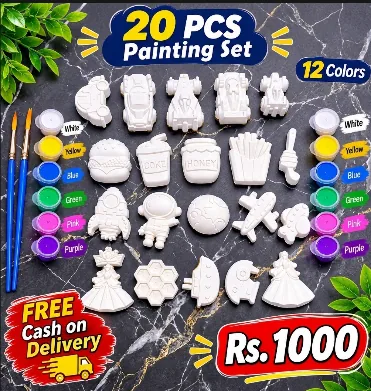 20 PCS
Painting Set
12 Colors
White
Yellow
Blue
Green
Pink
Purple
White
Yellow
Blue
Green
Pink
Purple
HONEY
FREE
Cash on
Delivery
Rs.1000